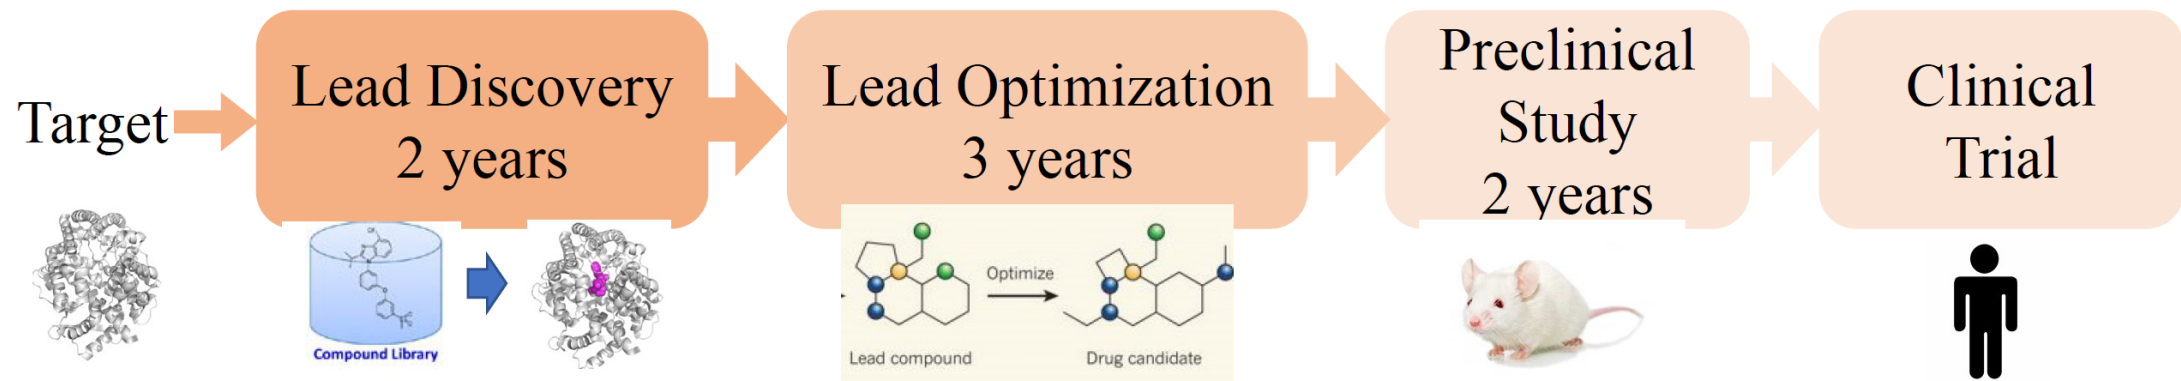 Target
Lead Discovery
2 years
Lead Optimization
3 years
Preclinical
Study
2 years
Clinical
Trial
Compound Library
Optimize
Lead compound
Drug candidate